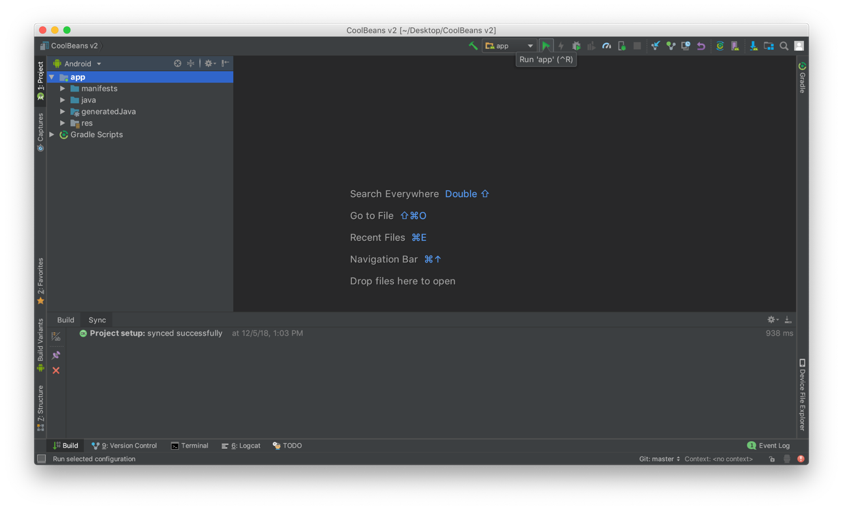 CoolBeans v2 [~/Desktop/CoolBeans v2]
CoolBeans v2
app
Run 'app' (^R)
1: Project
Captures
2: Favorites
Build Variants
7: Structure
Android
app
manifests
java
generatedJava
res
Gradle Scripts
Search Everywhere Double ⇧
Go to File ⇧⌘O
Recent Files ⌘E
Navigation Bar ⌘↑
Drop files here to open
Gradle
Device File Explorer
Build Sync
Project setup: synced successfully at 12/5/18, 1:03 PM 938 ms
Build 9: Version Control Terminal 6: Logcat TODO 1 Event Log
Run selected configuration Git: master Context: <no context>